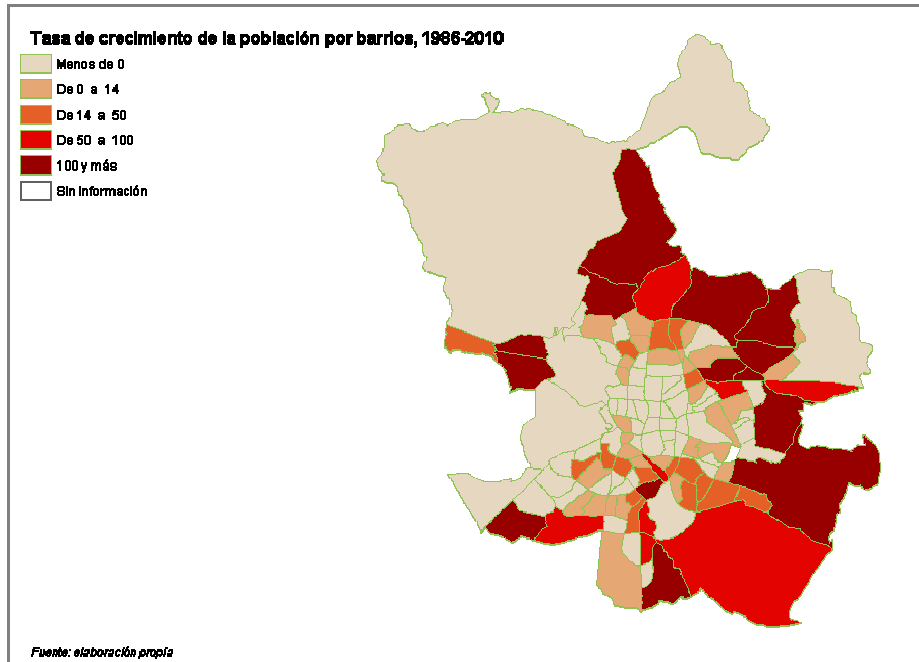 Tasa de crecimiento de la población por barrios, 1986-2010
Menos de 0
De 0 a 14
De 14 a 50
De 50 a 100
100 y más
Sin información
Fuente: elaboración propia